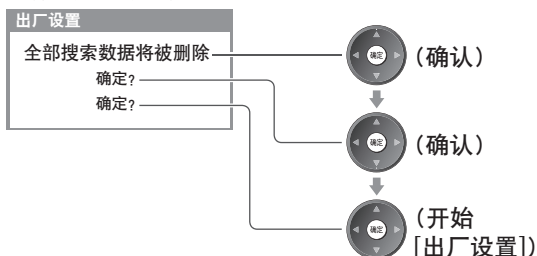 出厂设置
全部搜索数据将被删除
确定?
确定?
确定
(确认)
确定
(确认)
确定
(开始
[出厂设置])